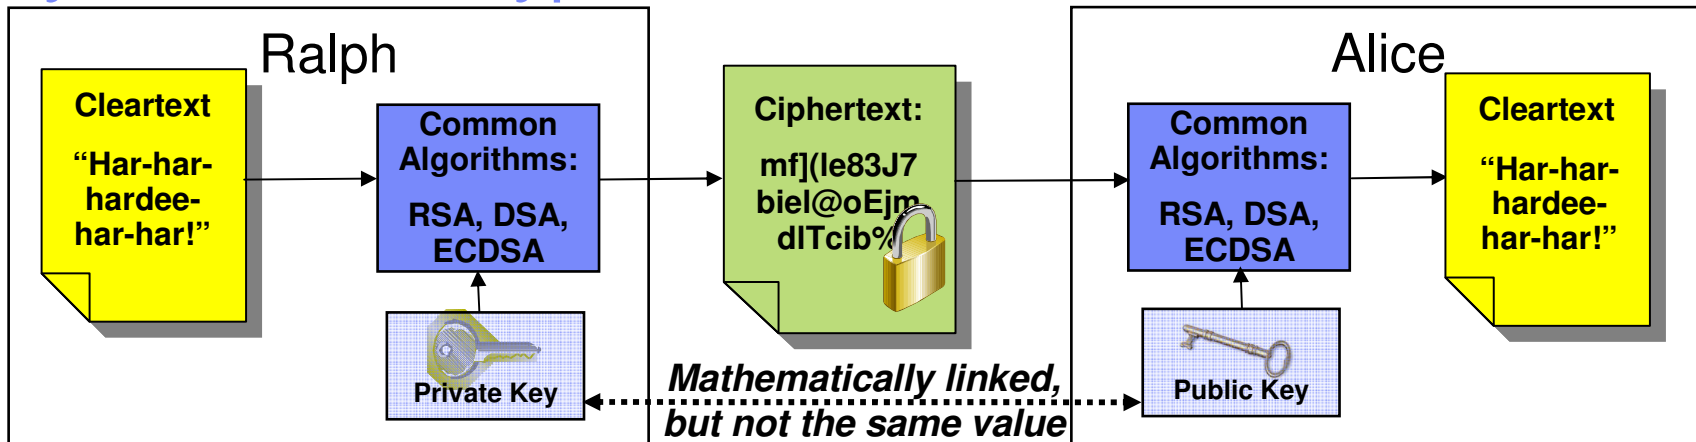 Ralph
Cleartext
“Har-har-
hardee-
har-har!”
Common
Algorithms:
RSA, DSA,
ECDSA
Private Key
Ciphertext:
mf](le83J7
biel@oEjm
dITcib%
Mathematically linked,
but not the same value
Alice
Common
Algorithms:
RSA, DSA,
ECDSA
Public Key
Cleartext
“Har-har-
hardee-
har-har!”